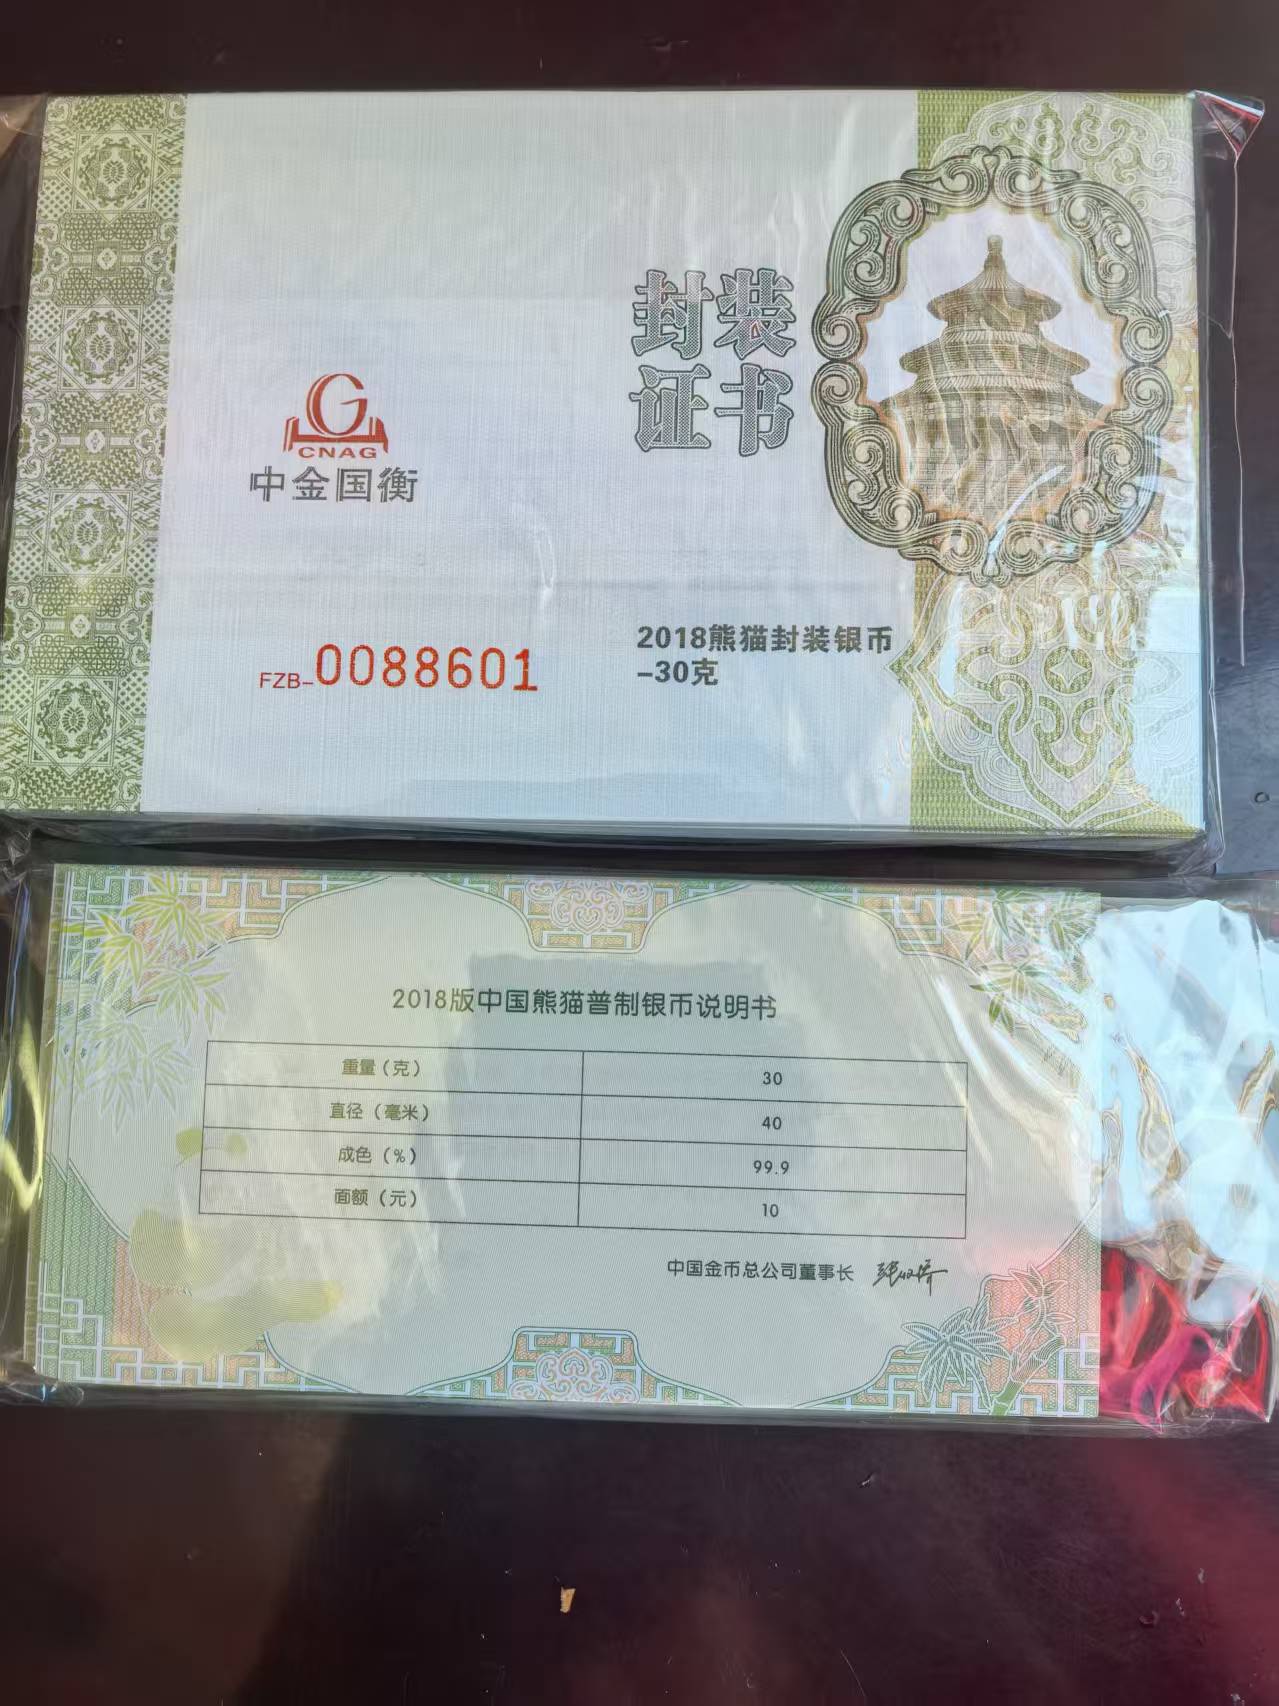 封装
证书
CNAG
中金国衡
2018熊猫封装银币
-30克
FZB-0088601
2018版中国熊猫普制银币说明书
重量（克） 30
直径（毫米） 40
成色（%） 99.9
面额（元） 10
中国金币总公司董事长